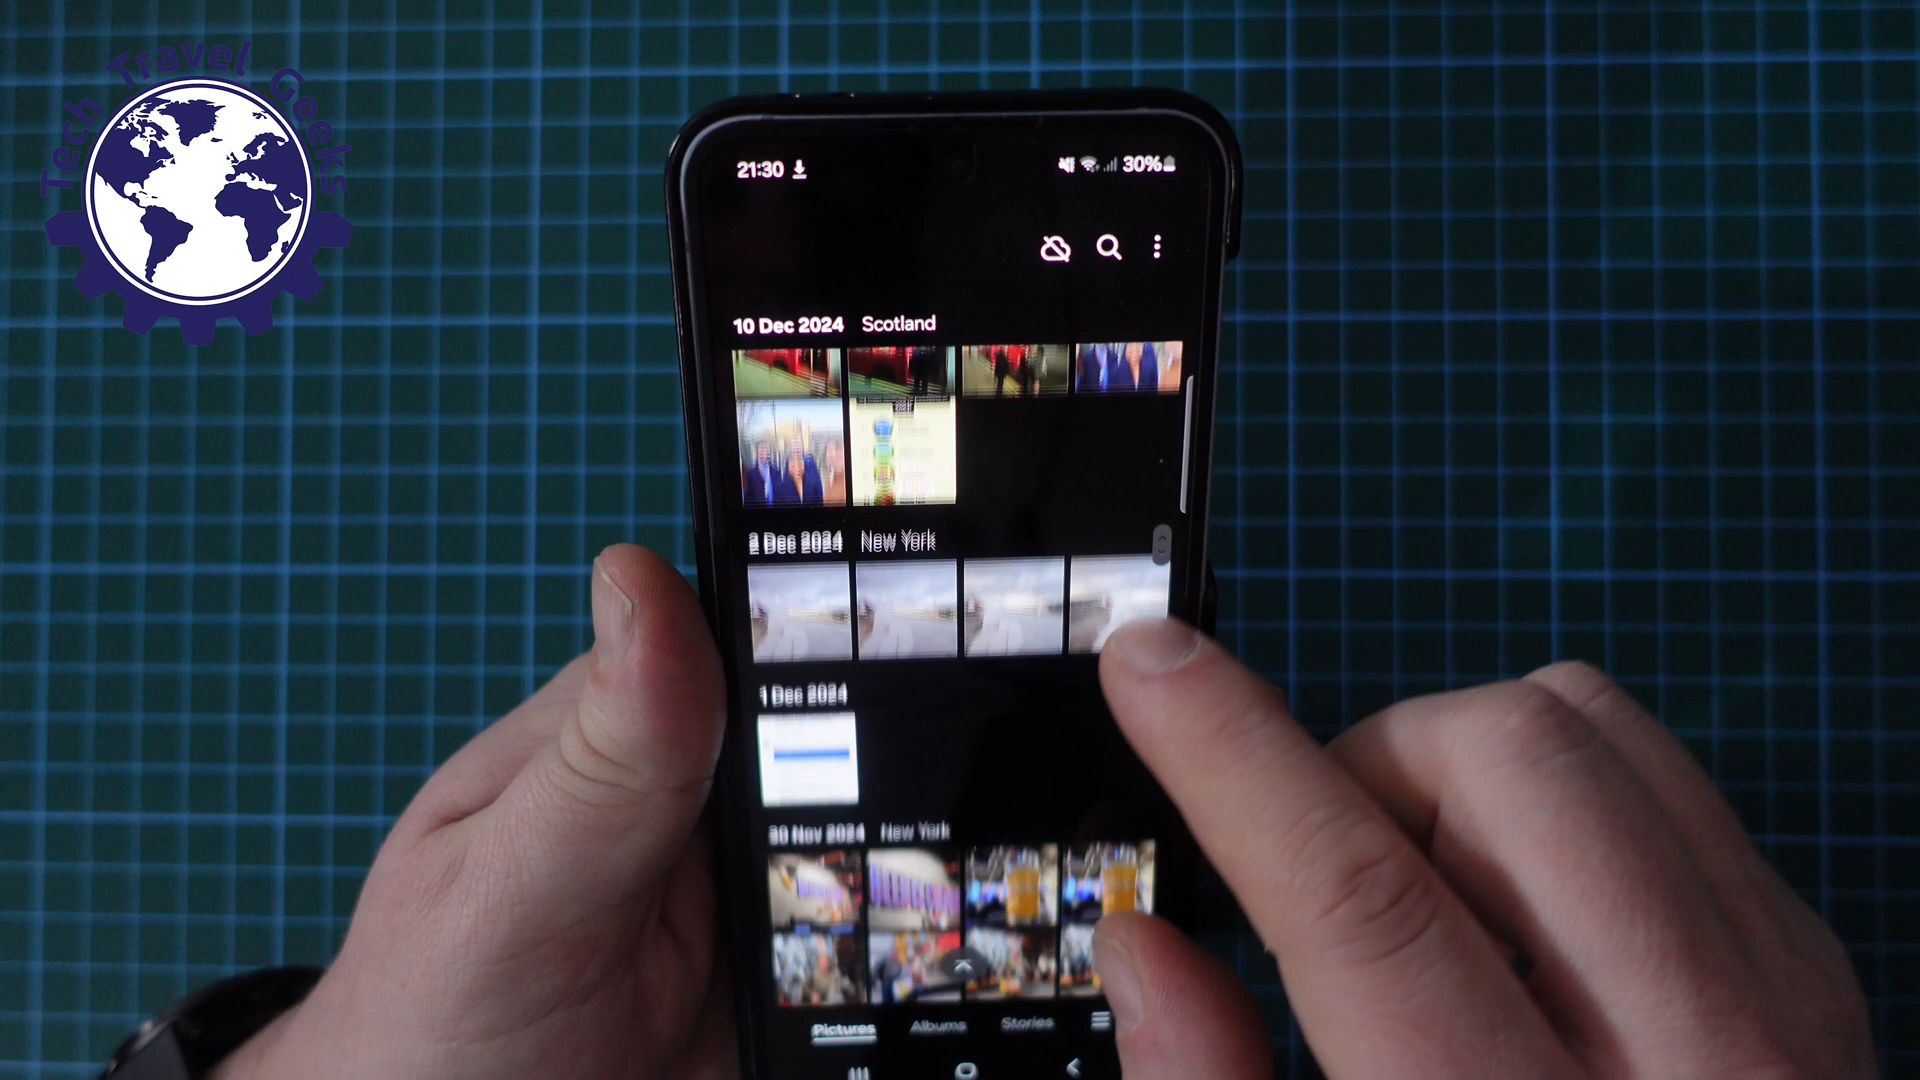 Tech Travel Geeks
21:30 30%
10 Dec 2024 Scotland
2 Dec 2024 New York
1 Dec 2024
30 Nov 2024 New York
Pictures Albums Stories